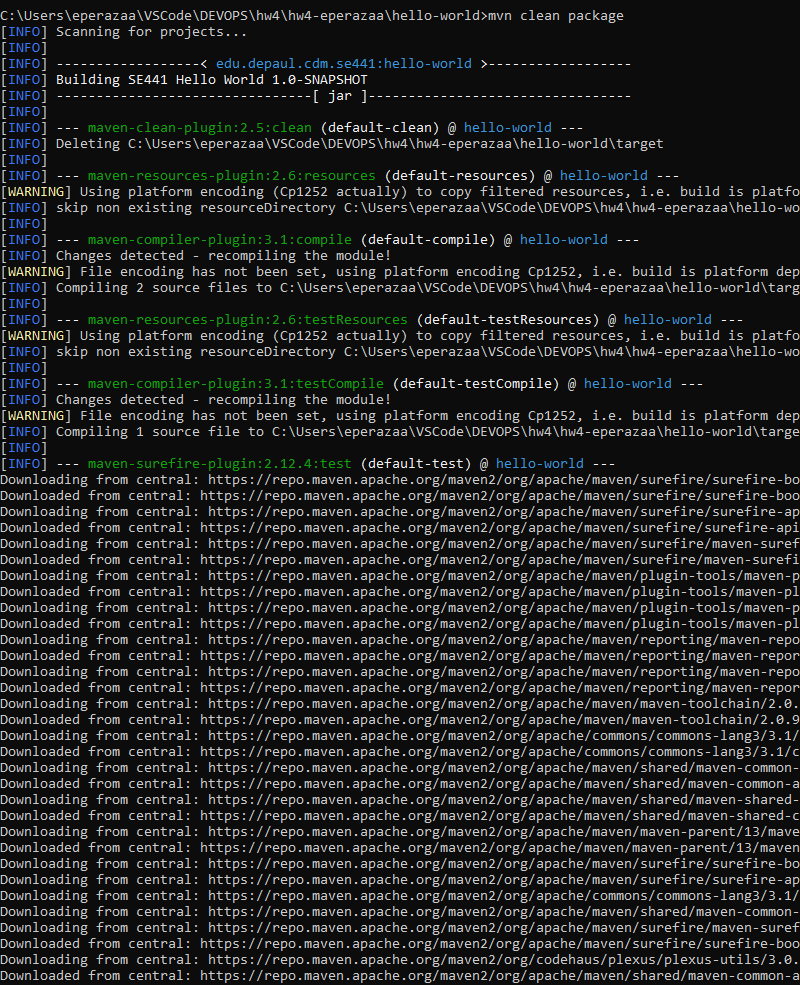 C:\Users\eperazaa\VSCode\DEVOPS\hw4\hw4-eperazaa\hello-world>mvn clean package
[INFO] Scanning for projects...
[INFO]
[INFO] ------------------< edu.depaul.cdm.se441:hello-world >------------------
[INFO] Building SE441 Hello World 1.0-SNAPSHOT
[INFO] --------------------------------[ jar ]---------------------------------
[INFO]
[INFO] --- maven-clean-plugin:2.5:clean (default-clean) @ hello-world ---
[INFO] Deleting C:\Users\eperazaa\VSCode\DEVOPS\hw4\hw4-eperazaa\hello-world\target
[INFO]
[INFO] --- maven-resources-plugin:2.6:resources (default-resources) @ hello-world ---
[WARNING] Using platform encoding (Cp1252 actually) to copy filtered resources, i.e. build is platfo
[INFO] skip non existing resourceDirectory C:\Users\eperazaa\VSCode\DEVOPS\hw4\hw4-eperazaa\hello-wo
[INFO]
[INFO] --- maven-compiler-plugin:3.1:compile (default-compile) @ hello-world ---
[INFO] Changes detected - recompiling the module!
[WARNING] File encoding has not been set, using platform encoding Cp1252, i.e. build is platform dep
[INFO] Compiling 2 source files to C:\Users\eperazaa\VSCode\DEVOPS\hw4\hw4-eperazaa\hello-world\targ
[INFO]
[INFO] --- maven-resources-plugin:2.6:testResources (default-testResources) @ hello-world ---
[WARNING] Using platform encoding (Cp1252 actually) to copy filtered resources, i.e. build is platfo
[INFO] skip non existing resourceDirectory C:\Users\eperazaa\VSCode\DEVOPS\hw4\hw4-eperazaa\hello-wo
[INFO]
[INFO] --- maven-compiler-plugin:3.1:testCompile (default-testCompile) @ hello-world ---
[INFO] Changes detected - recompiling the module!
[WARNING] File encoding has not been set, using platform encoding Cp1252, i.e. build is platform dep
[INFO] Compiling 1 source file to C:\Users\eperazaa\VSCode\DEVOPS\hw4\hw4-eperazaa\hello-world\targe
[INFO]
[INFO] --- maven-surefire-plugin:2.12.4:test (default-test) @ hello-world ---
Downloading from central: https://repo.maven.apache.org/maven2/org/apache/maven/surefire/surefire-bo
Downloaded from central: https://repo.maven.apache.org/maven2/org/apache/maven/surefire/surefire-boo
Downloading from central: https://repo.maven.apache.org/maven2/org/apache/maven/surefire/surefire-ap
Downloaded from central: https://repo.maven.apache.org/maven2/org/apache/maven/surefire/surefire-api
Downloading from central: https://repo.maven.apache.org/maven2/org/apache/maven/surefire/maven-suref
Downloaded from central: https://repo.maven.apache.org/maven2/org/apache/maven/surefire/maven-surefi
Downloading from central: https://repo.maven.apache.org/maven2/org/apache/maven/plugin-tools/maven-p
Downloaded from central: https://repo.maven.apache.org/maven2/org/apache/maven/plugin-tools/maven-pl
Downloading from central: https://repo.maven.apache.org/maven2/org/apache/maven/plugin-tools/maven-p
Downloaded from central: https://repo.maven.apache.org/maven2/org/apache/maven/plugin-tools/maven-pl
Downloading from central: https://repo.maven.apache.org/maven2/org/apache/maven/reporting/maven-repo
Downloaded from central: https://repo.maven.apache.org/maven2/org/apache/maven/reporting/maven-repor
Downloading from central: https://repo.maven.apache.org/maven2/org/apache/maven/reporting/maven-repo
Downloaded from central: https://repo.maven.apache.org/maven2/org/apache/maven/reporting/maven-repor
Downloading from central: https://repo.maven.apache.org/maven2/org/apache/maven/maven-toolchain/2.0.
Downloaded from central: https://repo.maven.apache.org/maven2/org/apache/maven/maven-toolchain/2.0.9
Downloading from central: https://repo.maven.apache.org/maven2/org/apache/commons/commons-lang3/3.1/
Downloaded from central: https://repo.maven.apache.org/maven2/org/apache/commons/commons-lang3/3.1/c
Downloading from central: https://repo.maven.apache.org/maven2/org/apache/maven/shared/maven-common-
Downloaded from central: https://repo.maven.apache.org/maven2/org/apache/maven/shared/maven-common-a
Downloading from central: https://repo.maven.apache.org/maven2/org/apache/maven/shared/maven-shared-
Downloaded from central: https://repo.maven.apache.org/maven2/org/apache/maven/shared/maven-shared-c
Downloading from central: https://repo.maven.apache.org/maven2/org/apache/maven/maven-parent/13/mave
Downloaded from central: https://repo.maven.apache.org/maven2/org/apache/maven/maven-parent/13/maven
Downloading from central: https://repo.maven.apache.org/maven2/org/apache/maven/surefire/surefire-bo
Downloading from central: https://repo.maven.apache.org/maven2/org/apache/maven/surefire/surefire-ap
Downloading from central: https://repo.maven.apache.org/maven2/org/apache/commons/commons-lang3/3.1/
Downloading from central: https://repo.maven.apache.org/maven2/org/apache/maven/shared/maven-common-
Downloading from central: https://repo.maven.apache.org/maven2/org/apache/maven/surefire/maven-suref
Downloaded from central: https://repo.maven.apache.org/maven2/org/apache/maven/surefire/surefire-boo
Downloading from central: https://repo.maven.apache.org/maven2/org/codehaus/plexus/plexus-utils/3.0.
Downloaded from central: https://repo.maven.apache.org/maven2/org/apache/maven/shared/maven-common-a